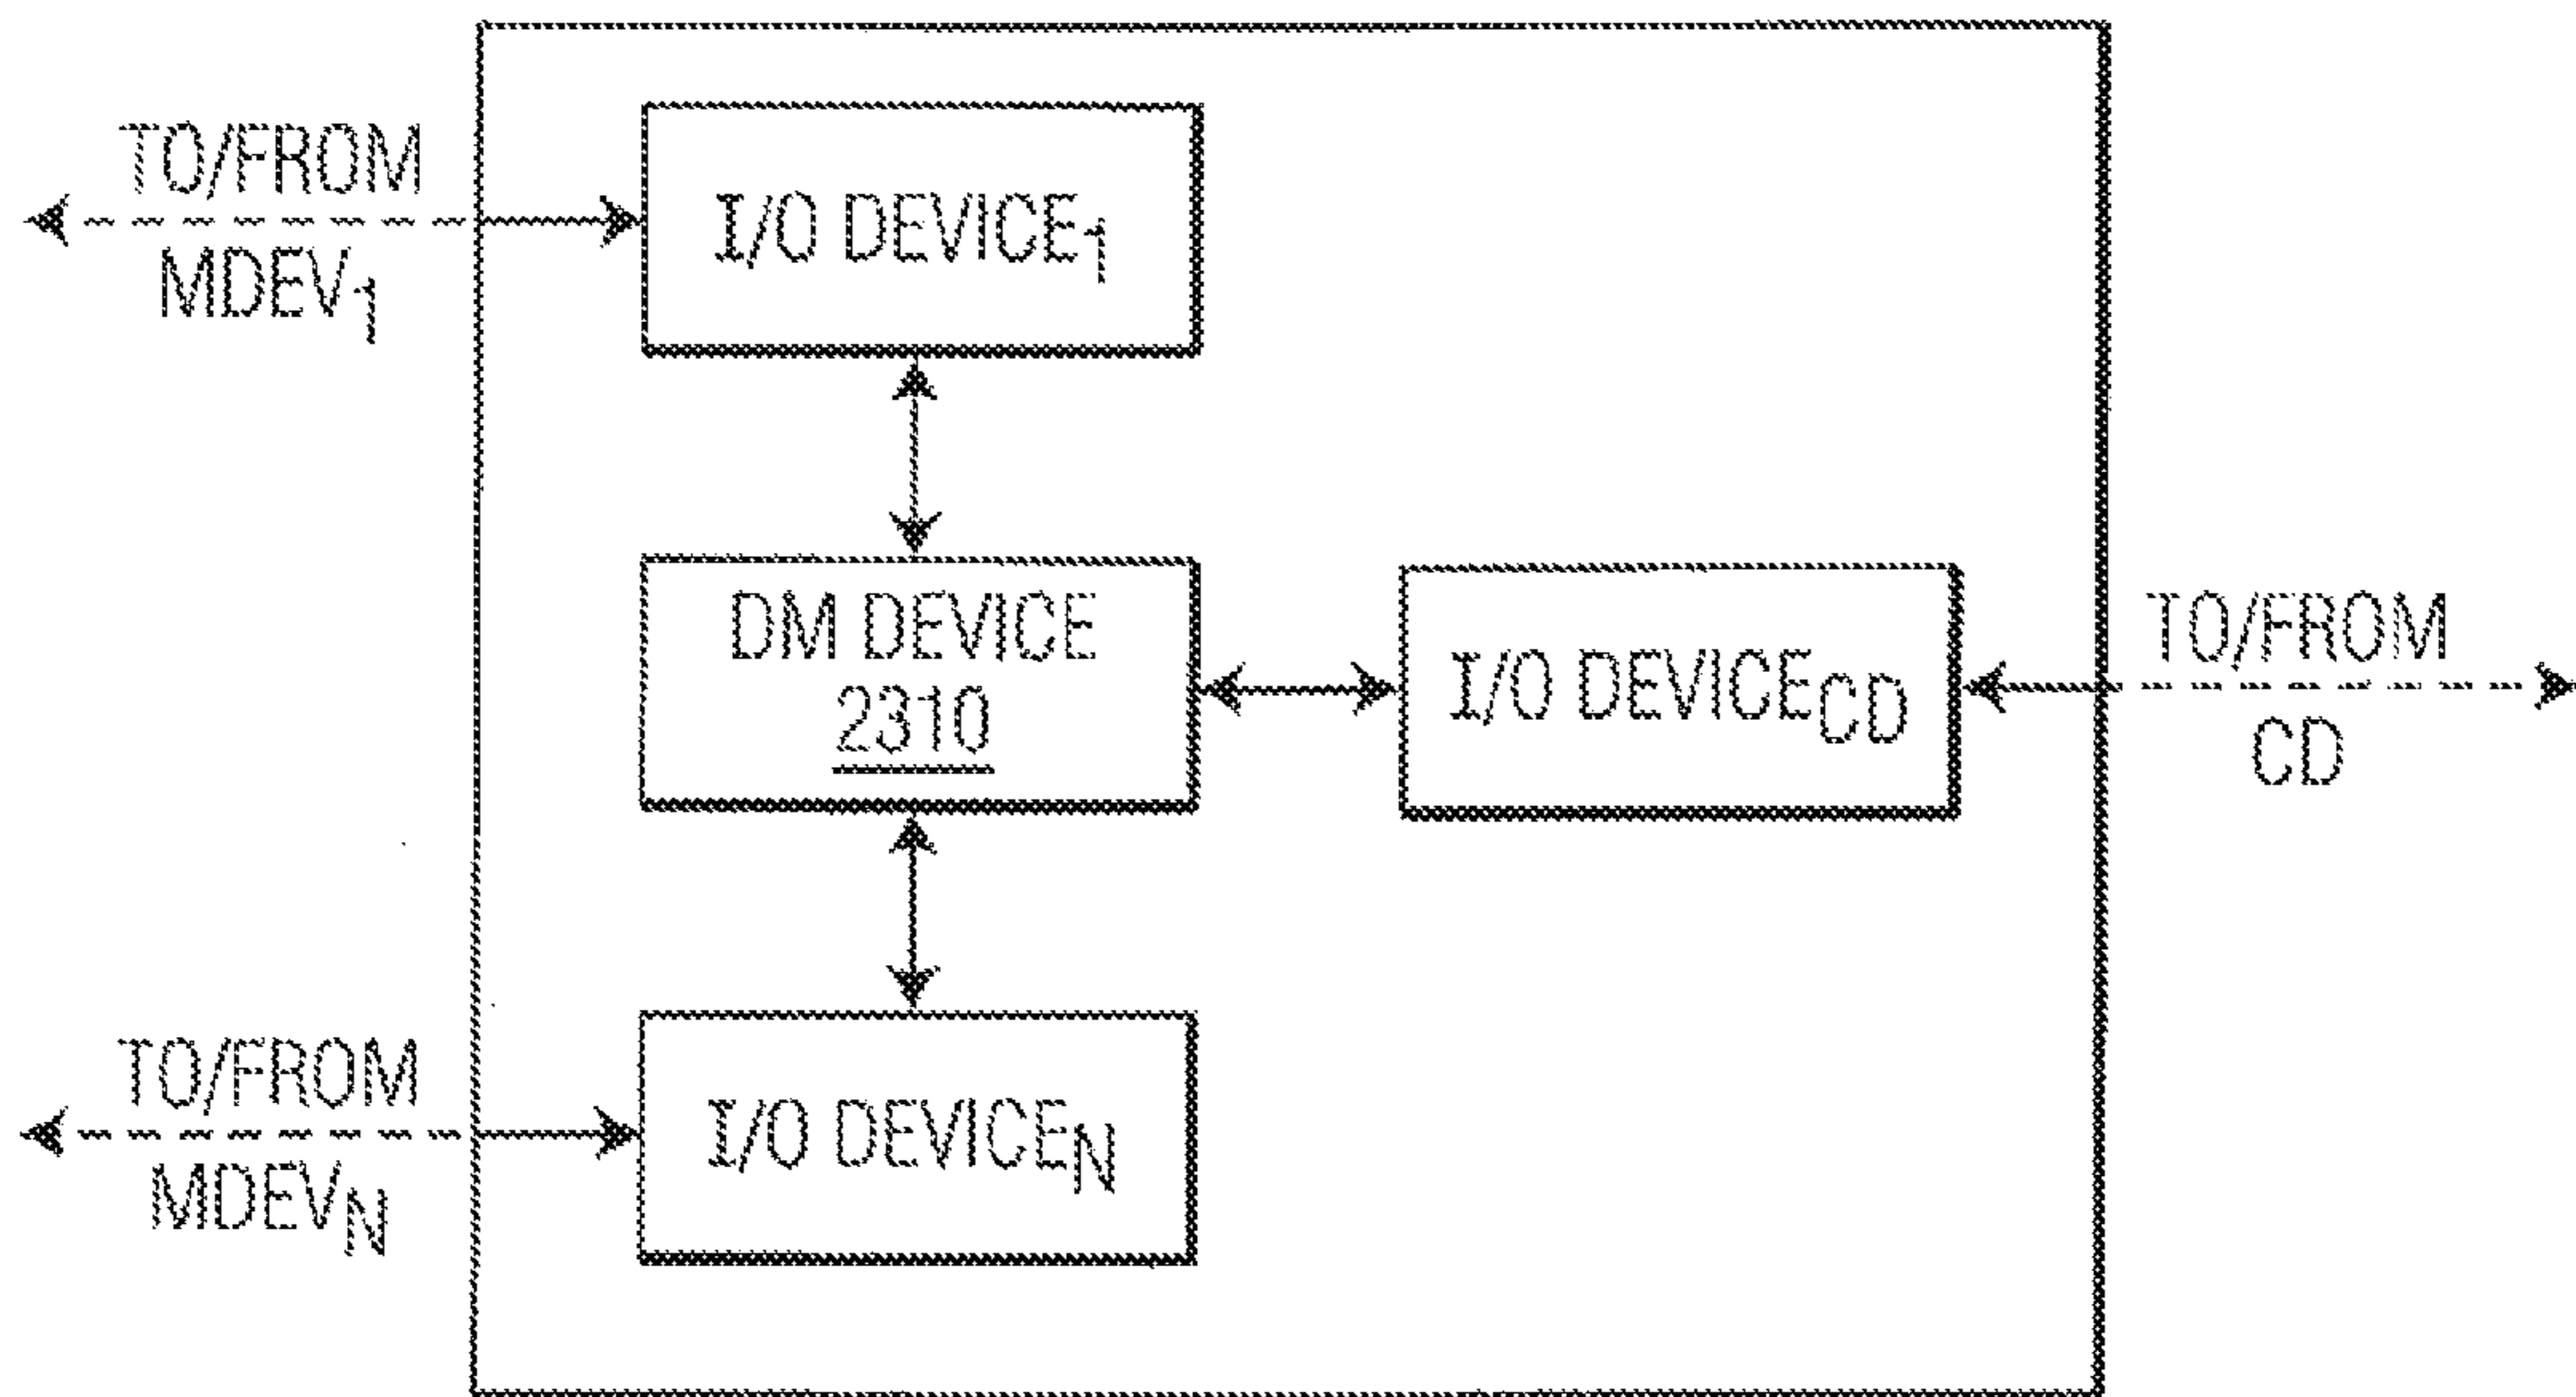 TO/FROM
MDEV1
I/O DEVICE1
DM DEVICE
2310
I/O DEVICECD
TO/FROM
CD
TO/FROM
MDEVN
I/O DEVICEN